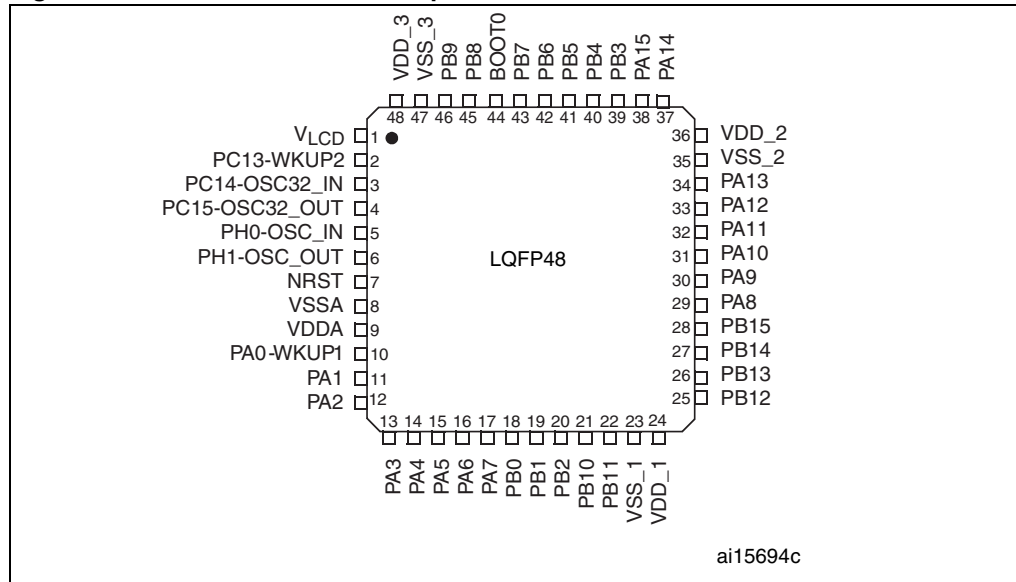 VDD_3
VSS_3
PB9
PB8
BOOT0
PB7
PB6
PB5
PB4
PB3
PA15
PA14
48 47 46 45 44 43 42 41 40 39 38 37
VLCD 1
PC13-WKUP2 2
PC14-OSC32_IN 3
PC15-OSC32_OUT 4
PH0-OSC_IN 5
PH1-OSC_OUT 6
NRST 7
VSSA 8
VDDA 9
PA0-WKUP1 10
PA1 11
PA2 12
LQFP48
36 VDD_2
35 VSS_2
34 PA13
33 PA12
32 PA11
31 PA10
30 PA9
29 PA8
28 PB15
27 PB14
26 PB13
25 PB12
13 14 15 16 17 18 19 20 21 22 23 24
PA3
PA4
PA5
PA6
PA7
PB0
PB1
PB2
PB10
PB11
VSS_1
VDD_1
ai15694c